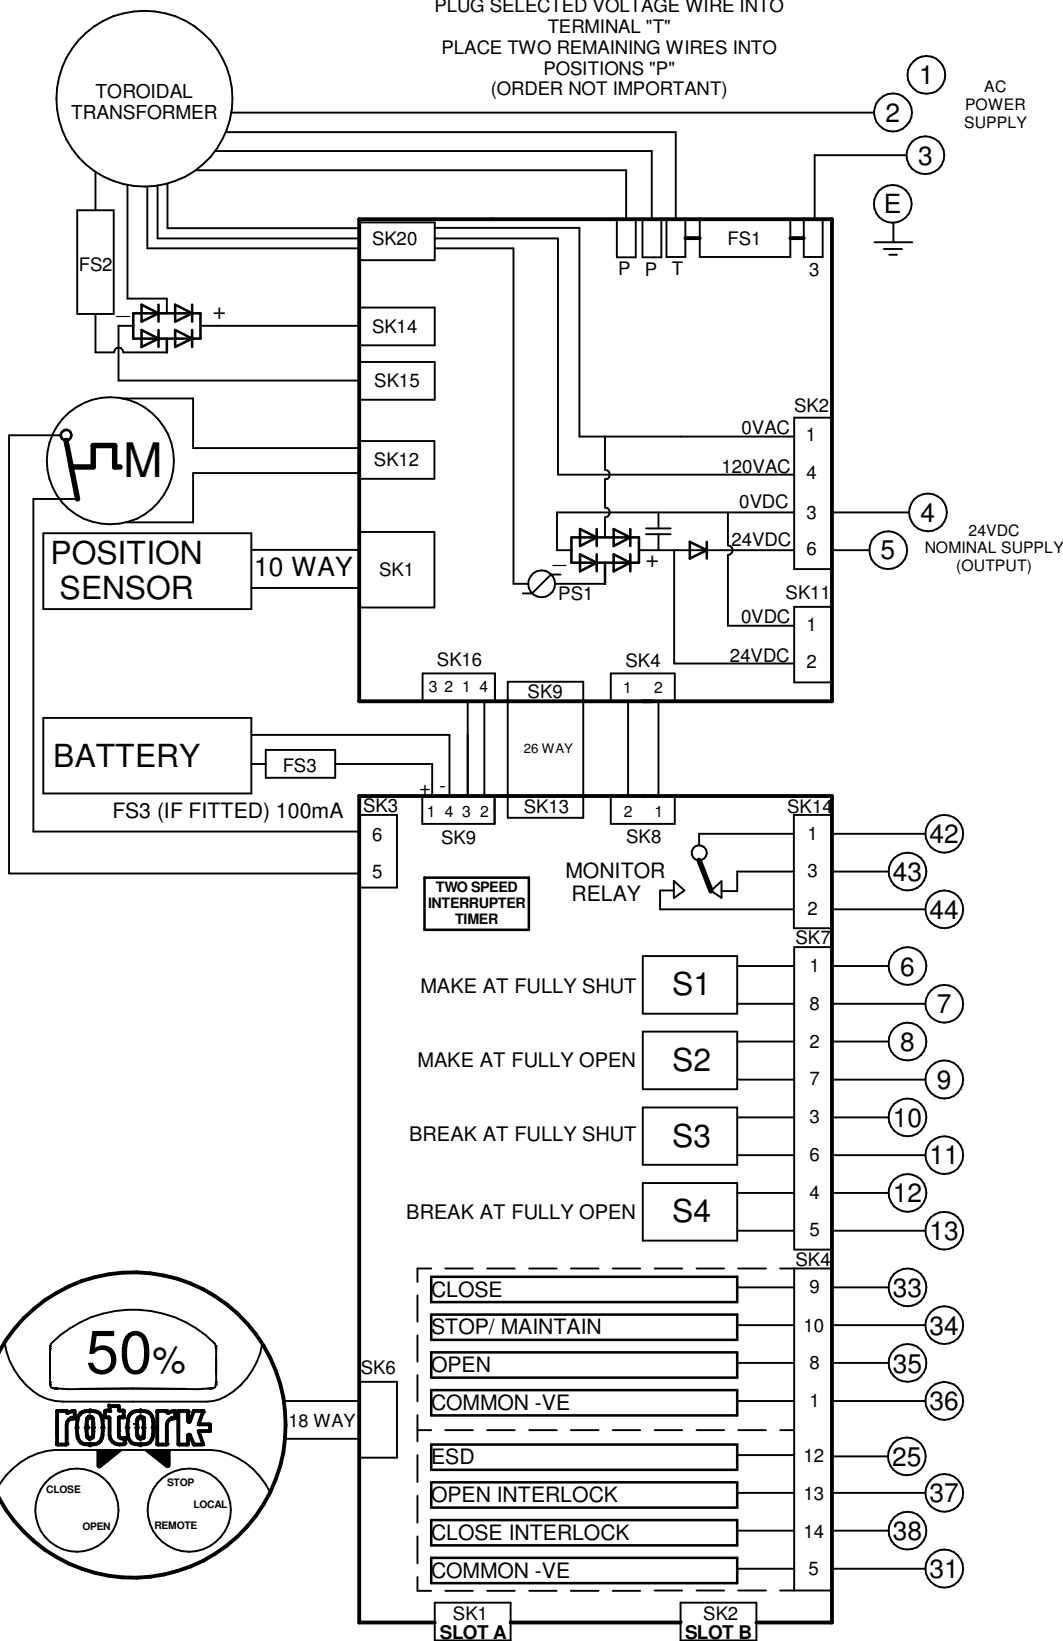 PLUG SELECTED VOLTAGE WIRE INTO
TERMINAL "T"
PLACE TWO REMAINING WIRES INTO
POSITIONS "P"
(ORDER NOT IMPORTANT)
TOROIDAL
TRANSFORMER
1
2
AC
POWER
SUPPLY
3
E
FS2
SK20
P P T
FS1
3
− +
SK14
SK15
M
SK12
SK2
0VAC 1
120VAC 4
0VDC 3
24VDC 6
4
5
24VDC
NOMINAL SUPPLY
(OUTPUT)
POSITION
SENSOR
10 WAY
SK1
− +
PS1
SK11
0VDC 1
24VDC 2
SK16
3 2 1 4
SK9
SK4
1 2
BATTERY
FS3
26 WAY
FS3 (IF FITTED) 100mA
+ -
SK3
6
5
1 4 3 2
SK9
SK13
2 1
SK8
SK14
TWO SPEED
INTERRUPTER
TIMER
MONITOR
RELAY
1 42
3 43
2 44
SK7
MAKE AT FULLY SHUT S1
1 6
8 7
MAKE AT FULLY OPEN S2
2 8
7 9
BREAK AT FULLY SHUT S3
3 10
6 11
BREAK AT FULLY OPEN S4
4 12
5 13
SK4
CLOSE 9 33
STOP/ MAINTAIN 10 34
OPEN 8 35
COMMON -VE 1 36
ESD 12 25
OPEN INTERLOCK 13 37
CLOSE INTERLOCK 14 38
COMMON -VE 5 31
50%
rotork
CLOSE
OPEN
STOP
LOCAL
REMOTE
18 WAY
SK6
SK1
SLOT A
SK2
SLOT B